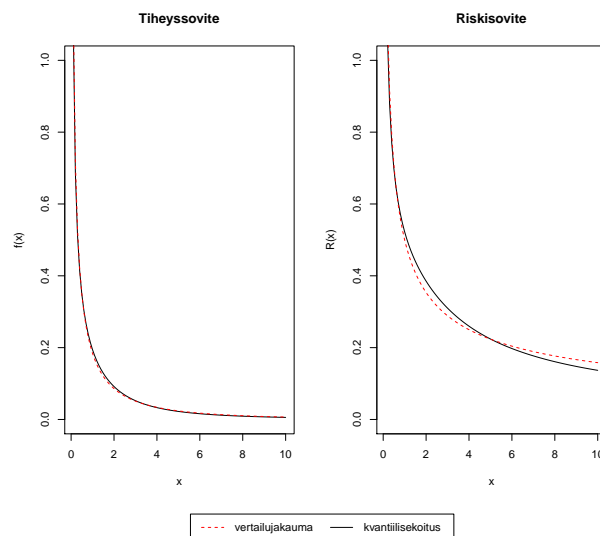 Tiheyssovite
f(x)
0.0 0.2 0.4 0.6 0.8 1.0
0 2 4 6 8 10
x
Riskisovite
R(x)
0.0 0.2 0.4 0.6 0.8 1.0
0 2 4 6 8 10
x
vertailujakauma kvantiilisekoitus